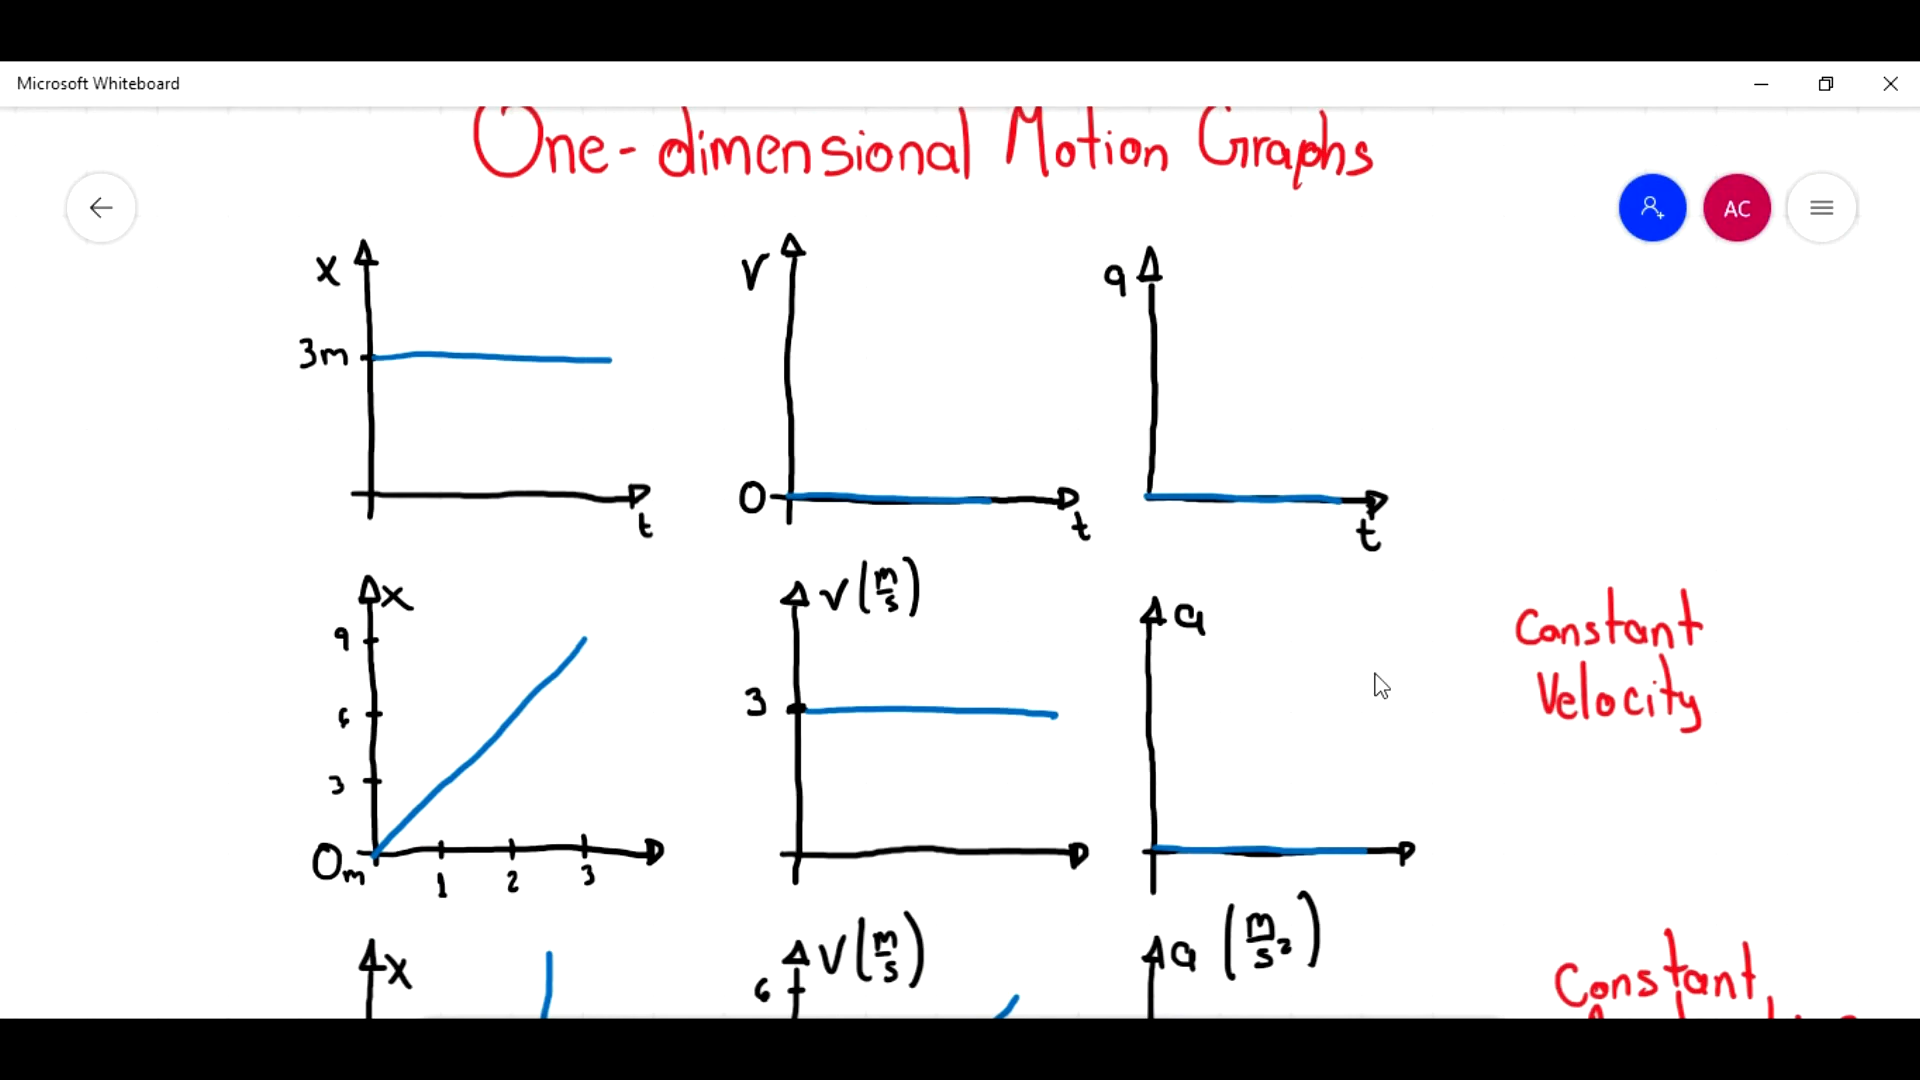 Microsoft Whiteboard
One-dimensional Motion Graphs
AC
x
3m
t
V
0
t
a
t
x
9
6
3
0m
1 2 3
V (m/s)
3
a
Constant
Velocity
x
V (m/s)
6
a (m/s²)
Constant